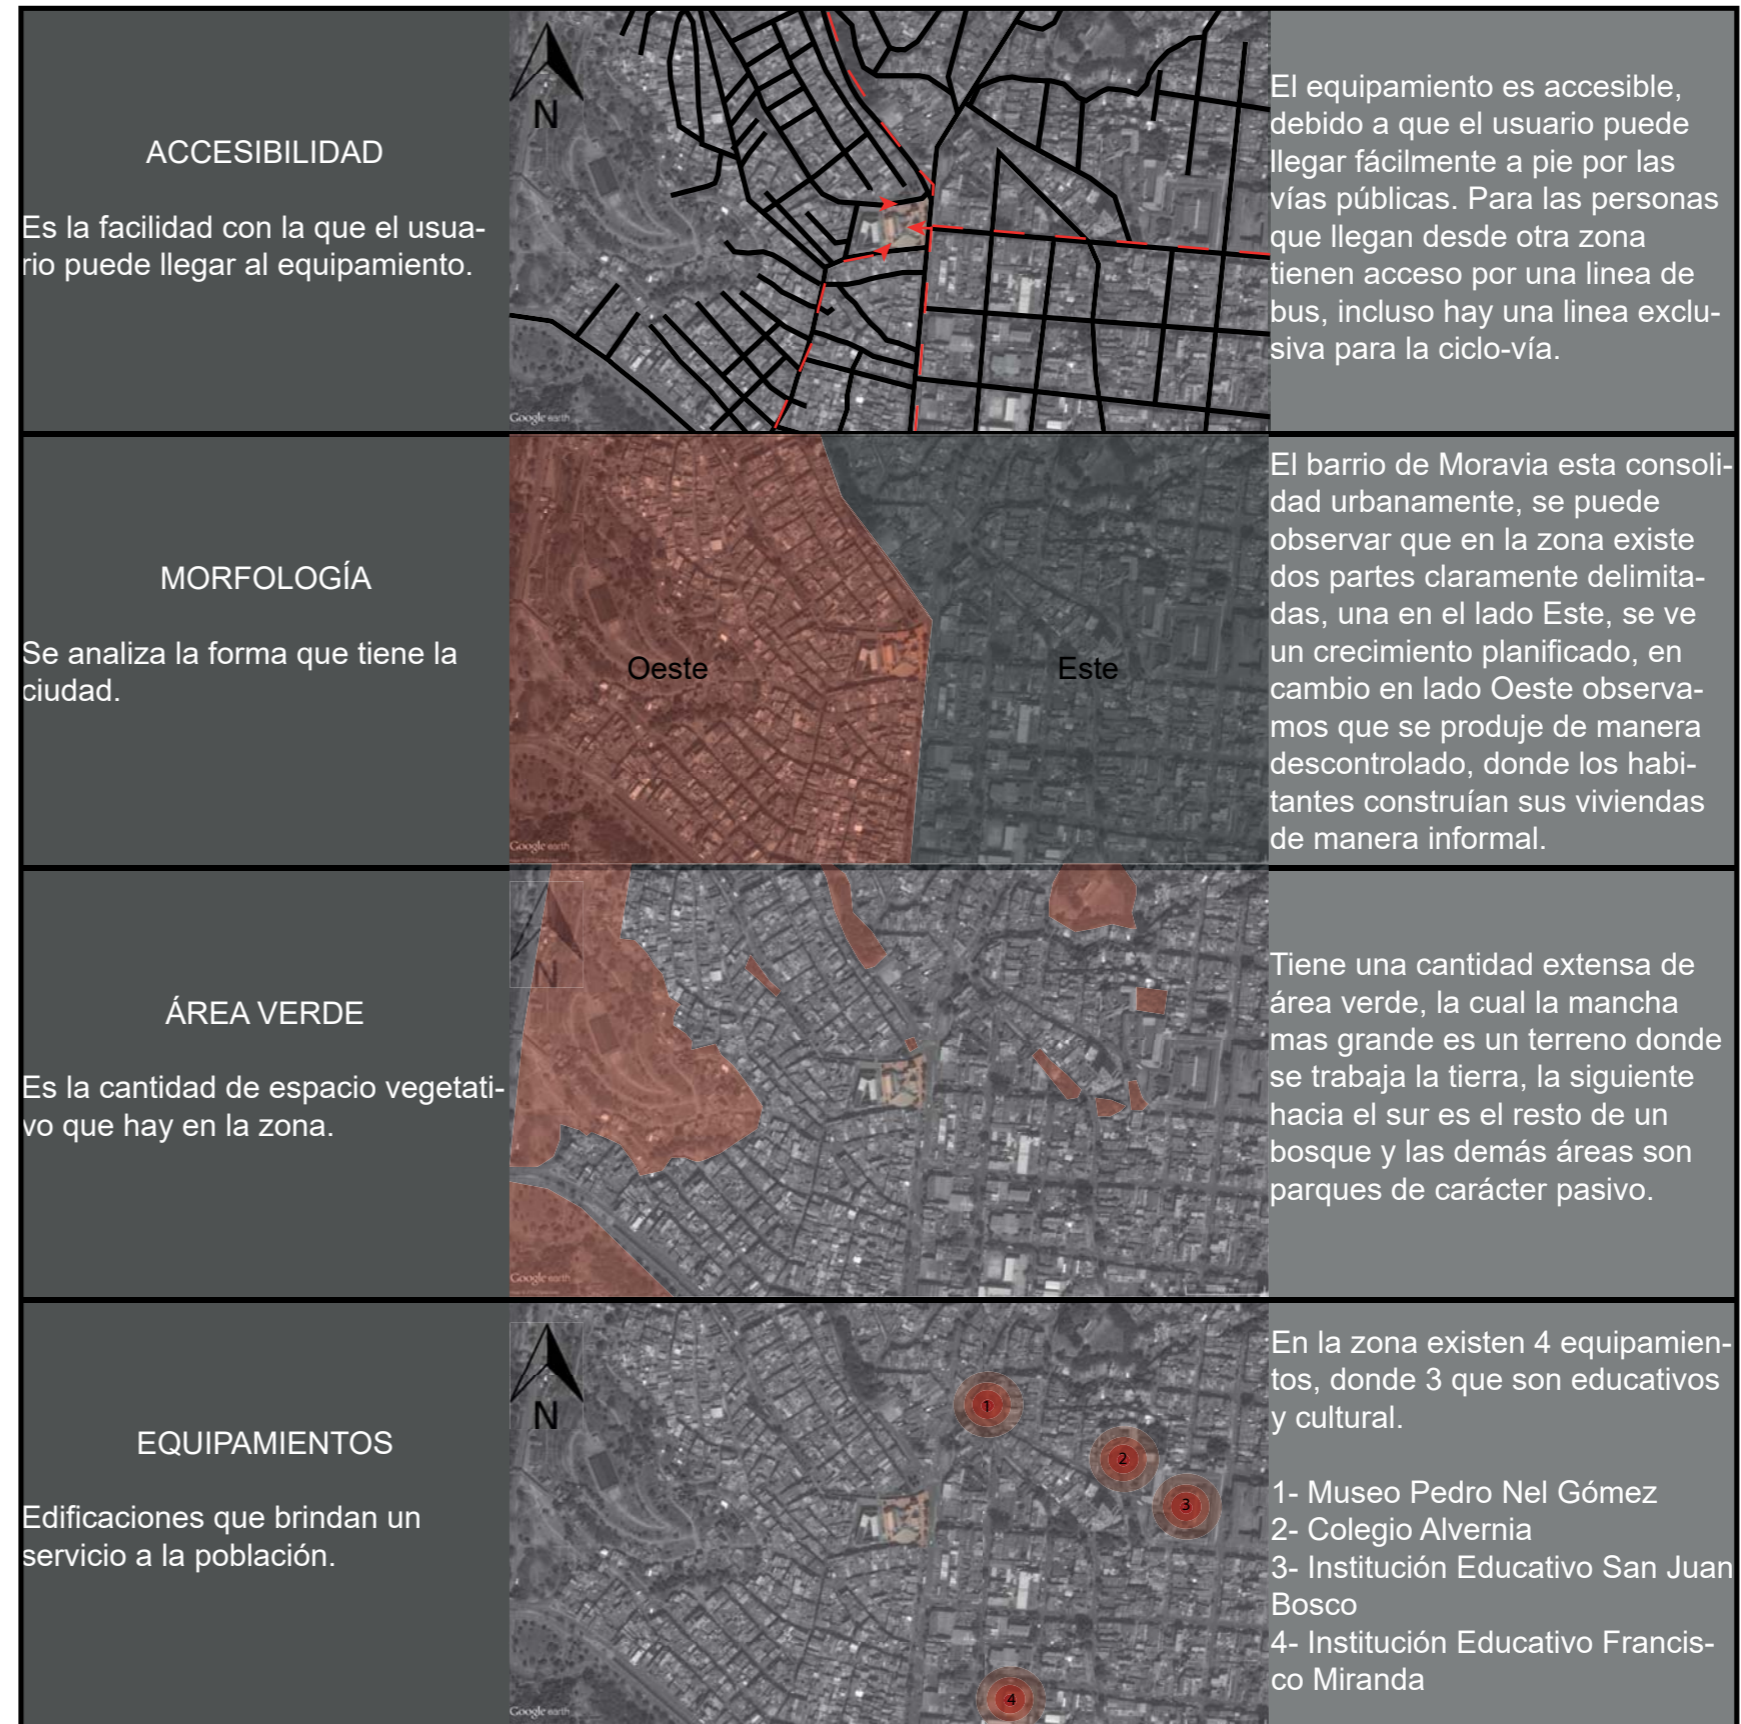 ACCESIBILIDAD
Es la facilidad con la que el usua-
rio puede llegar al equipamiento.
N
Google earth
El equipamiento es accesible,
debido a que el usuario puede
llegar fácilmente a pie por las
vías públicas. Para las personas
que llegan desde otra zona
tienen acceso por una linea de
bus, incluso hay una linea exclu-
siva para la ciclo-vía.
MORFOLOGÍA
Se analiza la forma que tiene la
ciudad.
Oeste
Este
Google earth
El barrio de Moravia esta consoli-
dad urbanamente, se puede
observar que en la zona existe
dos partes claramente delimita-
das, una en el lado Este, se ve
un crecimiento planificado, en
cambio en lado Oeste observa-
mos que se produje de manera
descontrolado, donde los habi-
tantes construían sus viviendas
de manera informal.
ÁREA VERDE
Es la cantidad de espacio vegetati-
vo que hay en la zona.
N
Google earth
Tiene una cantidad extensa de
área verde, la cual la mancha
mas grande es un terreno donde
se trabaja la tierra, la siguiente
hacia el sur es el resto de un
bosque y las demás áreas son
parques de carácter pasivo.
EQUIPAMIENTOS
Edificaciones que brindan un
servicio a la población.
N
1
2
3
4
Google earth
En la zona existen 4 equipamien-
tos, donde 3 que son educativos
y cultural.
1- Museo Pedro Nel Gómez
2- Colegio Alvernia
3- Institución Educativo San Juan
Bosco
4- Institución Educativo Francis-
co Miranda